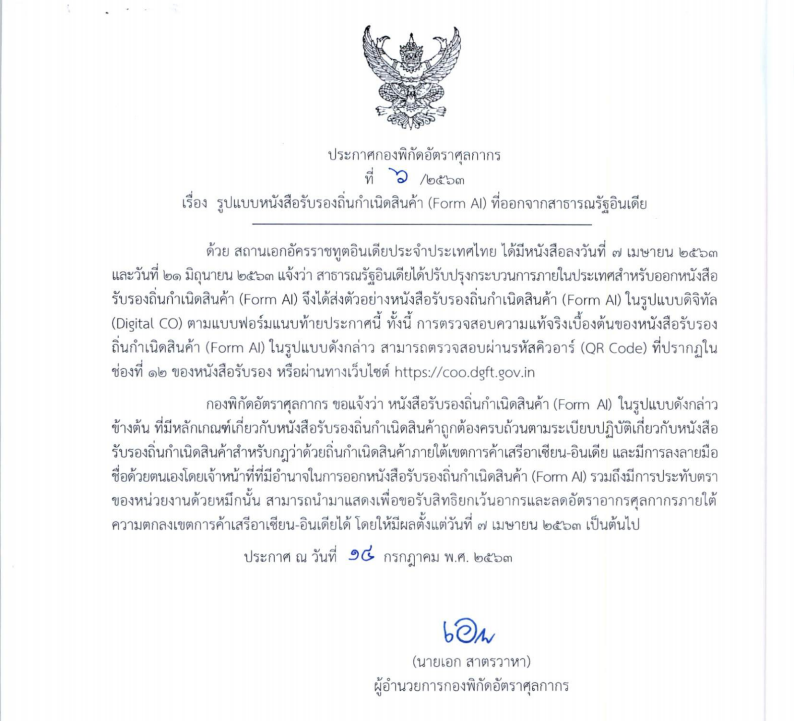 ประกาศกองพิกัดอัตราศุลกากร
ที่ ๖ /๒๕๖๓
เรื่อง รูปแบบหนังสือรับรองถิ่นกำเนิดสินค้า (Form AI) ที่ออกจากสาธารณรัฐอินเดีย
ด้วย สถานเอกอัครราชทูตอินเดียประจำประเทศไทย ได้มีหนังสือลงวันที่ ๗ เมษายน ๒๕๖๓
และวันที่ ๒๑ มิถุนายน ๒๕๖๓ แจ้งว่า สาธารณรัฐอินเดียได้ปรับปรุงกระบวนการภายในประเทศสำหรับออกหนังสือ
รับรองถิ่นกำเนิดสินค้า (Form AI) จึงได้ส่งตัวอย่างหนังสือรับรองถิ่นกำเนิดสินค้า (Form AI) ในรูปแบบดิจิทัล
(Digital CO) ตามแบบฟอร์มแนบท้ายประกาศนี้ ทั้งนี้ การตรวจสอบความแท้จริงเบื้องต้นของหนังสือรับรอง
ถิ่นกำเนิดสินค้า (Form AI) ในรูปแบบดังกล่าว สามารถตรวจสอบผ่านรหัสคิวอาร์ (QR Code) ที่ปรากฏใน
ช่องที่ ๑๒ ของหนังสือรับรอง หรือผ่านทางเว็บไซต์ https://coo.dgft.gov.in
กองพิกัดอัตราศุลกากร ขอแจ้งว่า หนังสือรับรองถิ่นกำเนิดสินค้า (Form AI) ในรูปแบบดังกล่าว
ข้างต้น ที่มีหลักเกณฑ์เกี่ยวกับหนังสือรับรองถิ่นกำเนิดสินค้าถูกต้องครบถ้วนตามระเบียบปฏิบัติเกี่ยวกับหนังสือ
รับรองถิ่นกำเนิดสินค้าสำหรับกฎว่าด้วยถิ่นกำเนิดสินค้าภายใต้เขตการค้าเสรีอาเซียน-อินเดีย และมีการลงลายมือ
ชื่อด้วยตนเองโดยเจ้าหน้าที่ที่มีอำนาจในการออกหนังสือรับรองถิ่นกำเนิดสินค้า (Form AI) รวมถึงมีการประทับตรา
ของหน่วยงานด้วยหมึกนั้น สามารถนำมาแสดงเพื่อขอรับสิทธิยกเว้นอากรและลดอัตราอากรศุลกากรภายใต้
ความตกลงเขตการค้าเสรีอาเซียน-อินเดียได้ โดยให้มีผลตั้งแต่วันที่ ๗ เมษายน ๒๕๖๓ เป็นต้นไป
ประกาศ ณ วันที่ ๑๔ กรกฎาคม พ.ศ. ๒๕๖๓
เอก
(นายเอก สาตรวาหา)
ผู้อำนวยการกองพิกัดอัตราศุลกากร